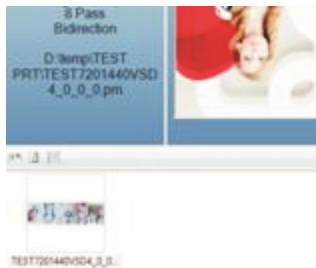 8 Pass
Bidirection
D:\temp\TEST
PRT\TEST7201440VSD
4_0_0_0.prn
TEST7201440VSD4_0_0...